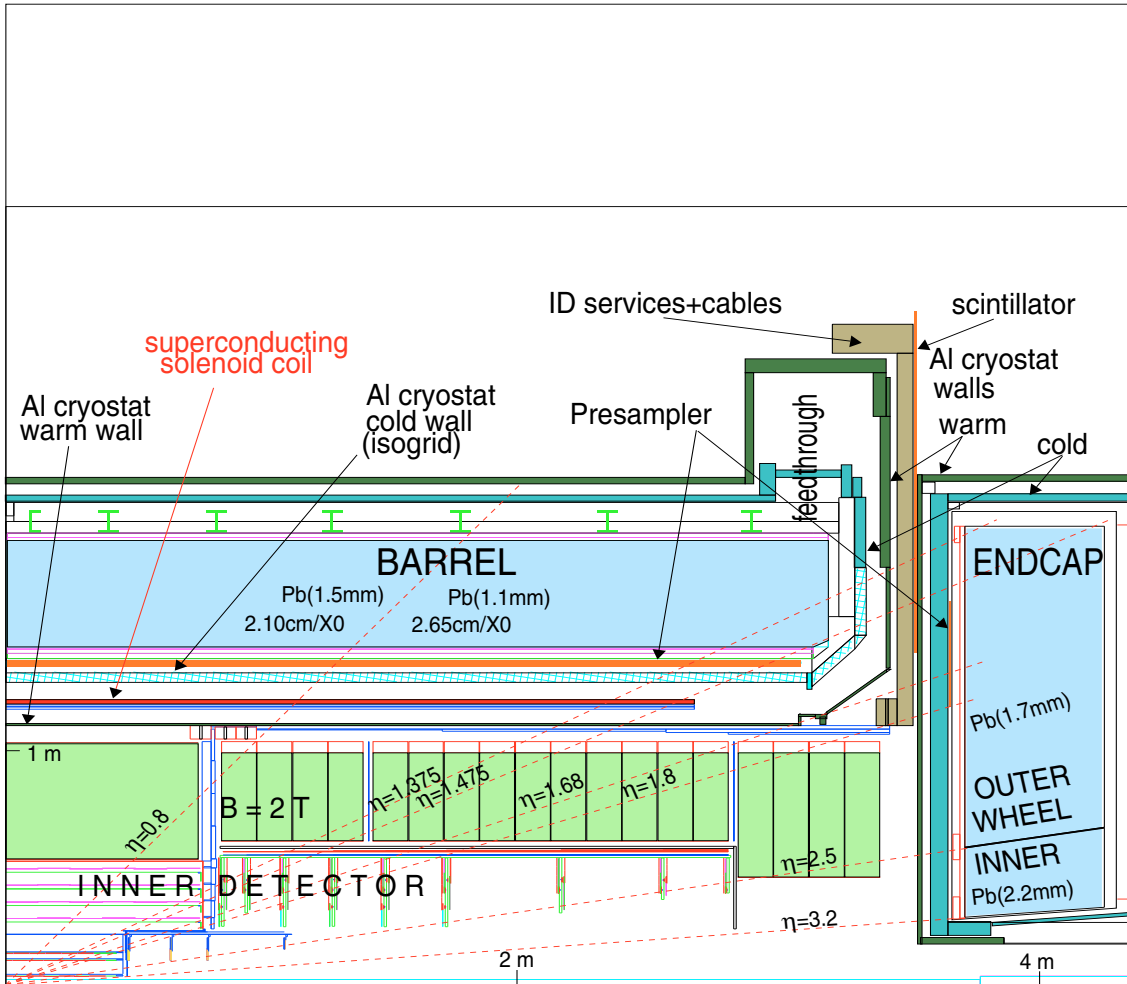 ID services+cables
scintillator
superconducting
solenoid coil
Al cryostat
walls
Al cryostat
warm wall
Al cryostat
cold wall
(isogrid)
Presampler
feedthrough
warm
cold
BARREL
ENDCAP
Pb(1.5mm)
Pb(1.1mm)
2.10cm/X0
2.65cm/X0
Pb(1.7mm)
1 m
η=0.8
B = 2 T
η=1.375
η=1.475
η=1.68
η=1.8
OUTER
WHEEL
η=2.5
INNER
Pb(2.2mm)
INNER DETECTOR
η=3.2
2 m
4 m